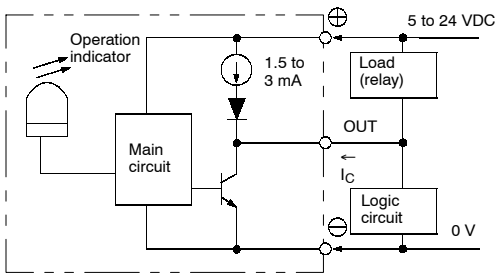 5 to 24 VDC
Operation
indicator
1.5 to
3 mA
Load
(relay)
OUT
Main
circuit
IC
Logic
circuit
0 V